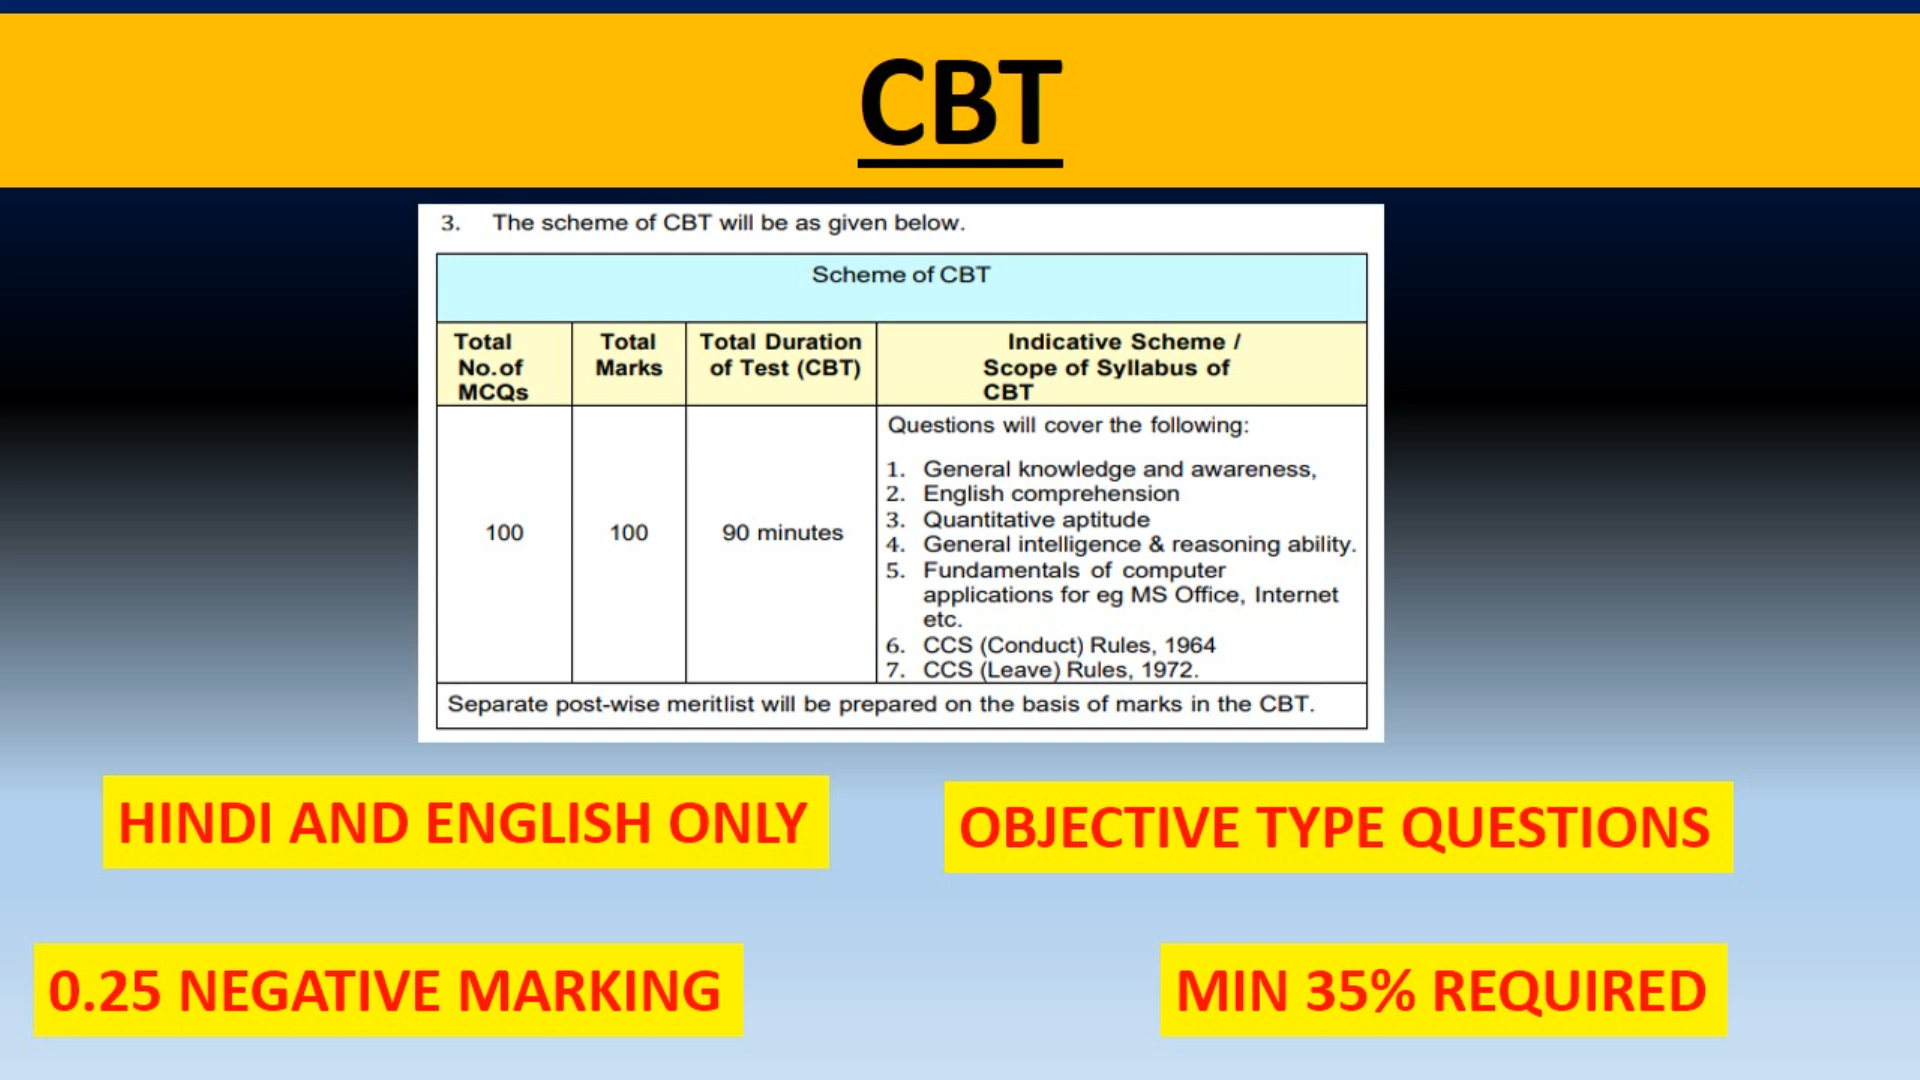 CBT
3. The scheme of CBT will be as given below.
Scheme of CBT
Total
No.of
MCQs
Total
Marks
Total Duration
of Test (CBT)
Indicative Scheme /
Scope of Syllabus of
CBT
100
100
90 minutes
Questions will cover the following:
1. General knowledge and awareness,
2. English comprehension
3. Quantitative aptitude
4. General intelligence & reasoning ability.
5. Fundamentals of computer
applications for eg MS Office, Internet
etc.
6. CCS (Conduct) Rules, 1964
7. CCS (Leave) Rules, 1972.
Separate post-wise meritlist will be prepared on the basis of marks in the CBT.
HINDI AND ENGLISH ONLY
OBJECTIVE TYPE QUESTIONS
0.25 NEGATIVE MARKING
MIN 35% REQUIRED